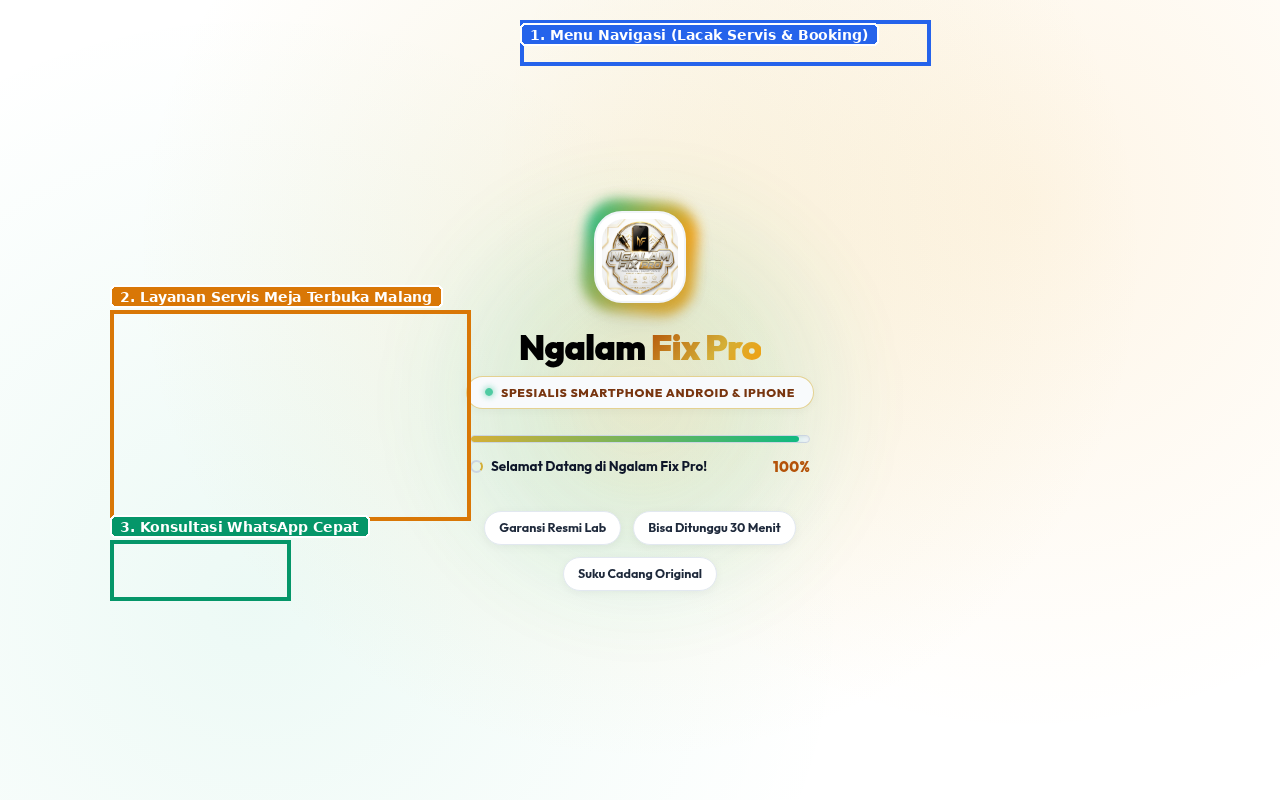 1. Menu Navigasi (Lacak Servis & Booking)
NGALAM
2. Layanan Servis Meja Terbuka Malang
Ngalam Fix Pro
SPESIALIS SMARTPHONE ANDROID & IPHONE
Selamat Datang di Ngalam Fix Pro! 100%
3. Konsultasi WhatsApp Cepat
Garansi Resmi Lab Bisa Ditunggu 30 Menit
Suku Cadang Original